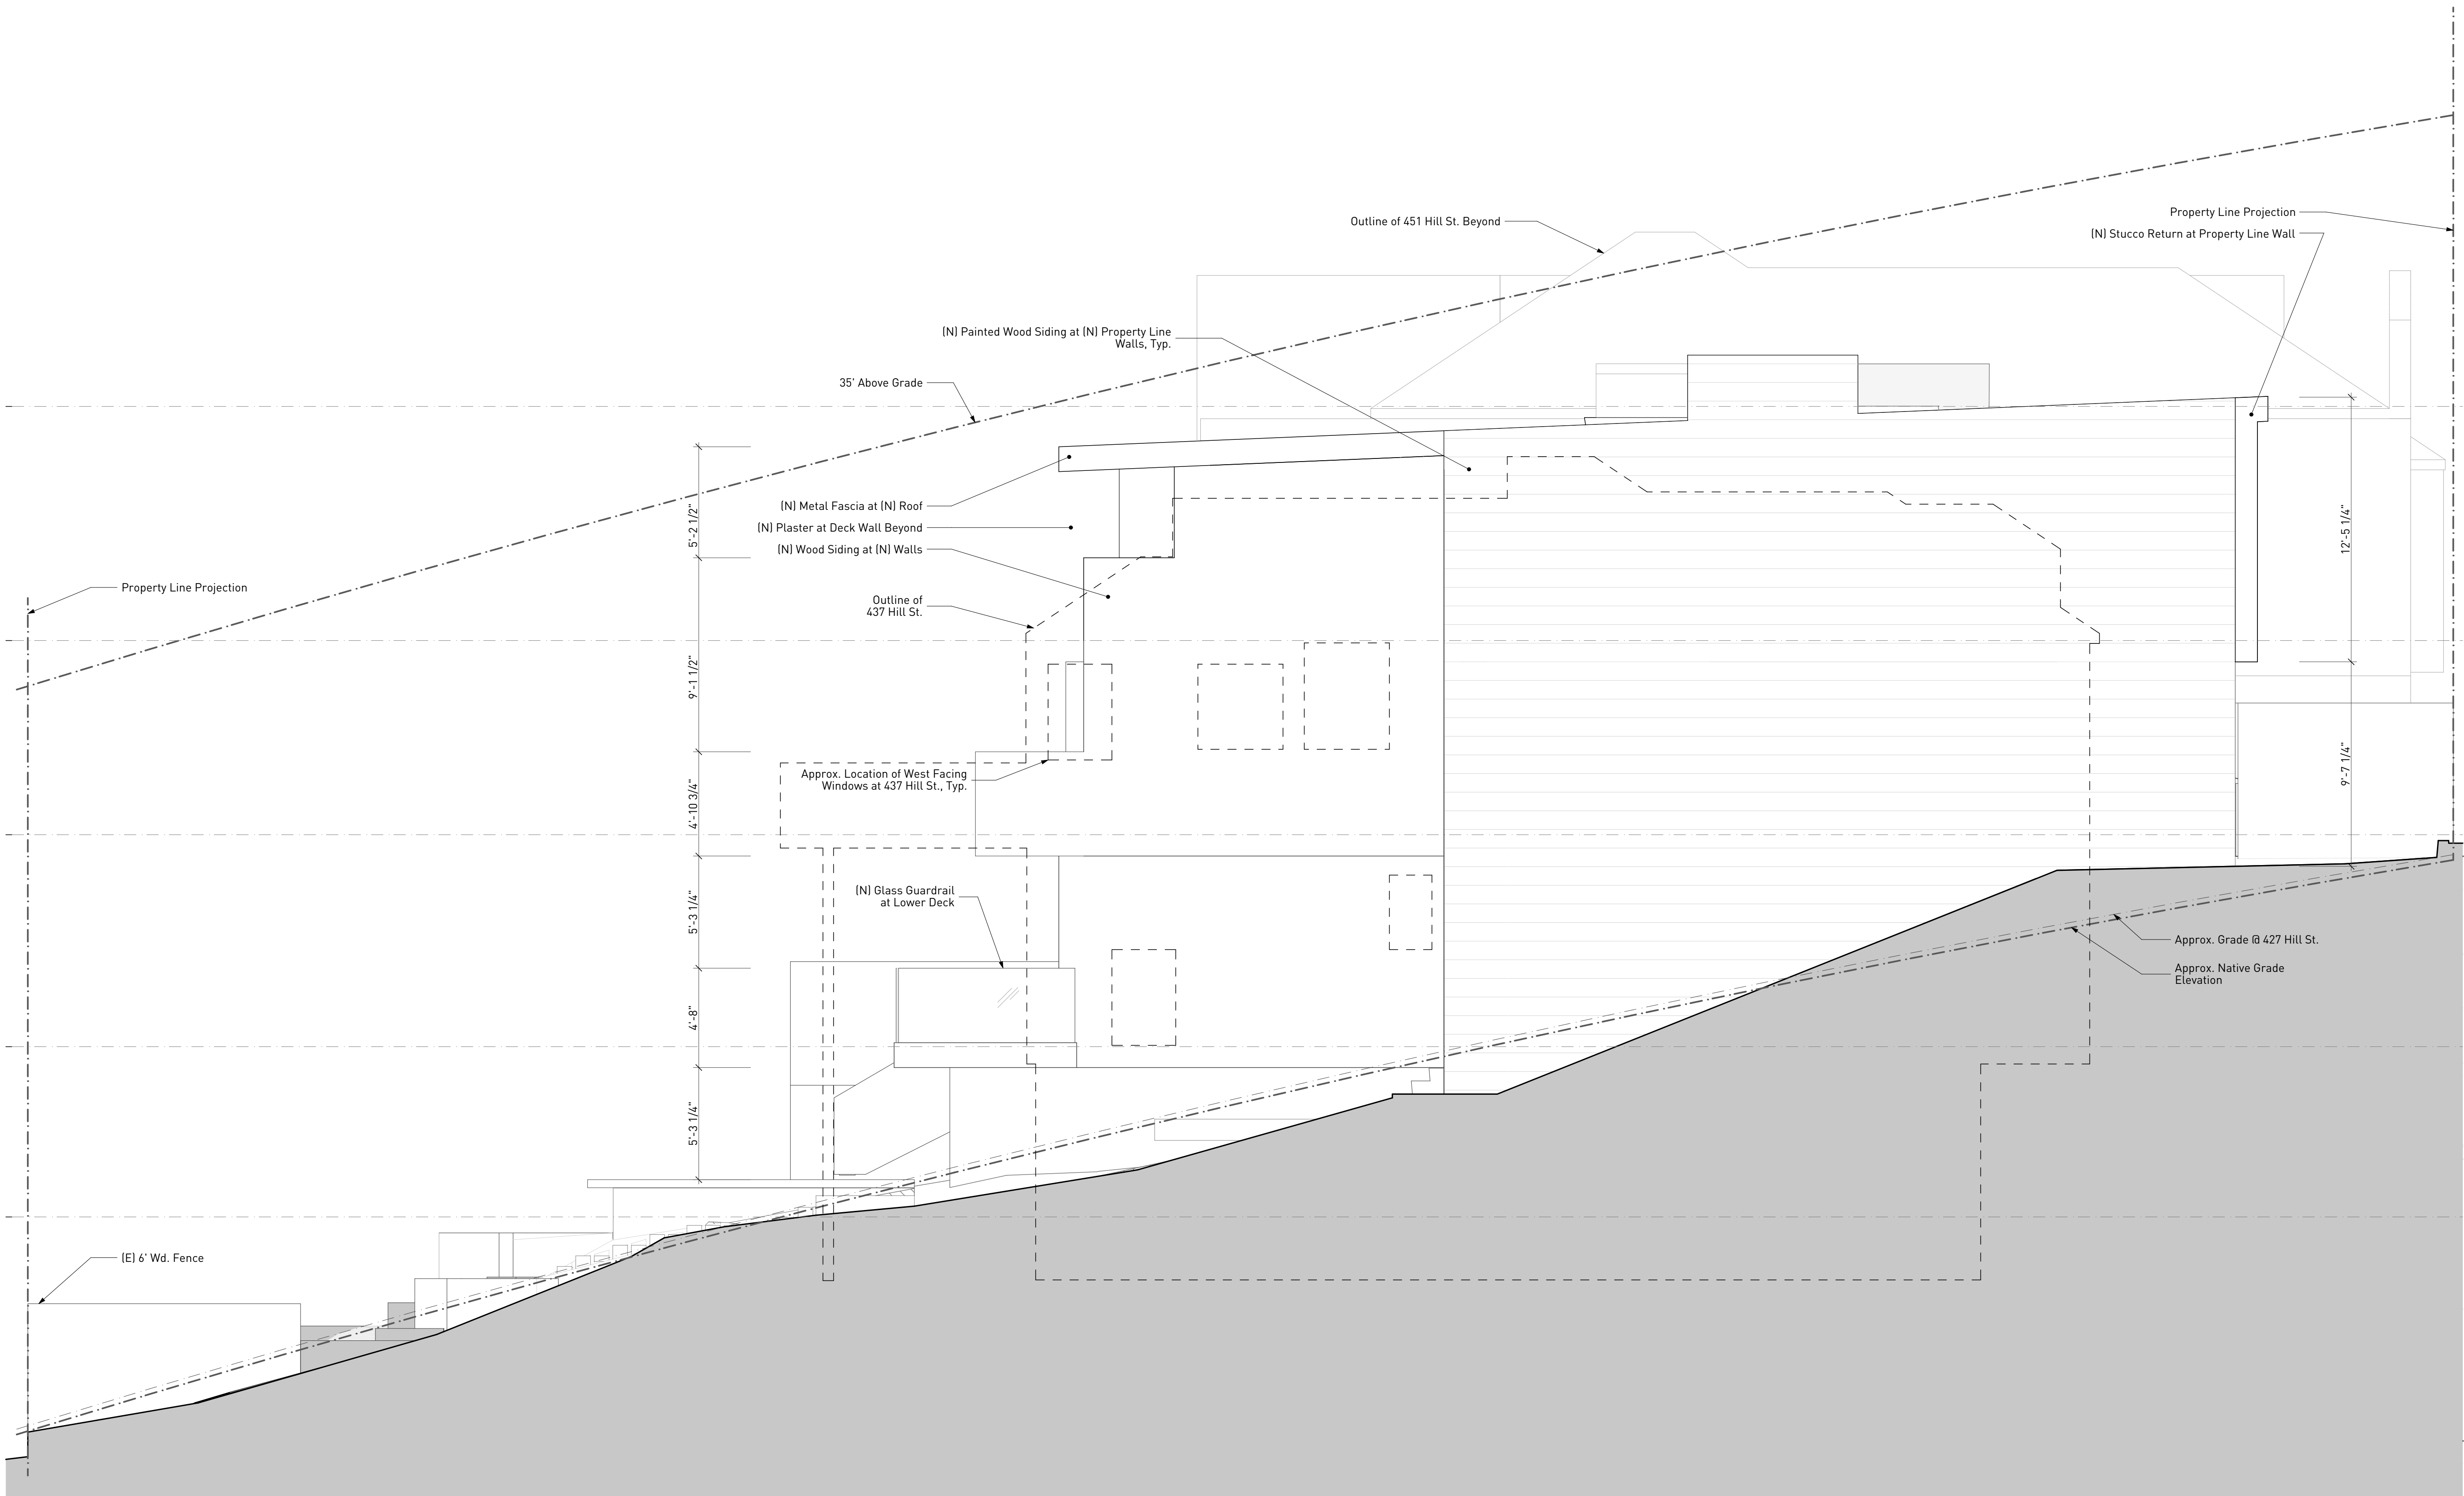 Outline of 451 Hill St. Beyond
Property Line Projection
(N) Stucco Return at Property Line Wall
(N) Painted Wood Siding at (N) Property Line
Walls, Typ.
35' Above Grade
(N) Metal Fascia at (N) Roof
(N) Plaster at Deck Wall Beyond
(N) Wood Siding at (N) Walls
5'-2 1/2"
12'-5 1/4"
Property Line Projection
Outline of
437 Hill St.
9'-1 1/2"
Approx. Location of West Facing
Windows at 437 Hill St., Typ.
9'-7 1/4"
4'-10 3/4"
(N) Glass Guardrail
at Lower Deck
5'-3 1/4"
Approx. Grade @ 427 Hill St.
Approx. Native Grade
Elevation
4'-8"
5'-3 1/4"
(E) 6' Wd. Fence